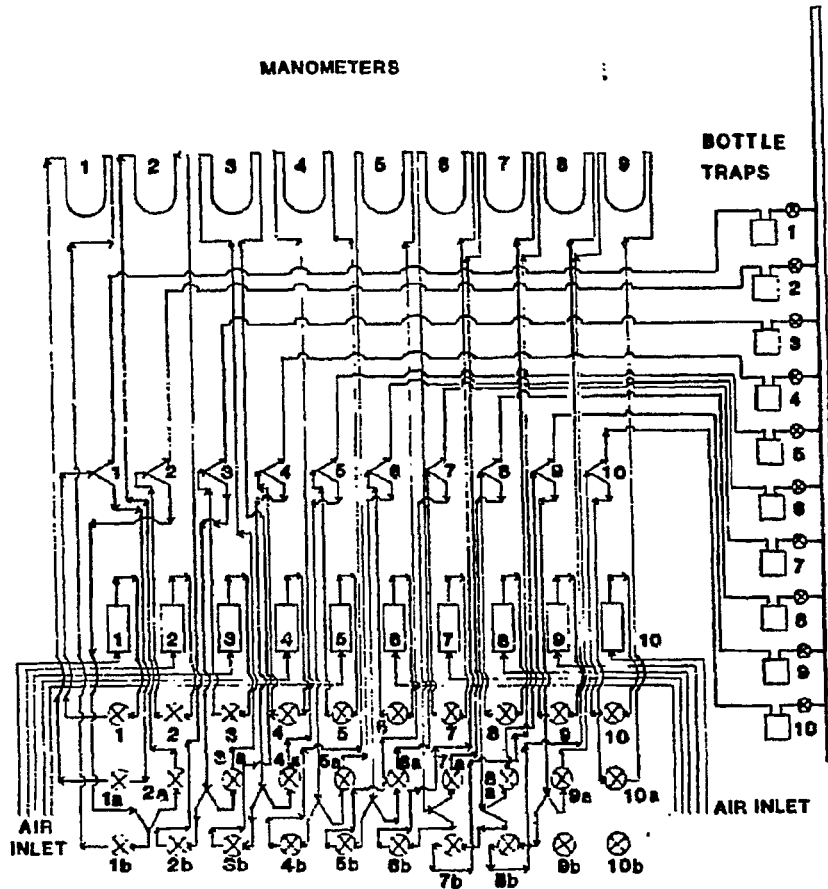 MANOMETERS
BOTTLE
TRAPS
1 2 3 4 5 6 7 8 9
1
2
3
4
5
6
7
8
9
10
1 2 3 4 5 6 7 8 9 10
1 2 3 4 5 6 7 8 9 10
1 2 3 4 5 6 7 8 9 10
1a 2a 3a 4a 5a 6a 7a 8a 9a 10a
1b 2b 3b 4b 5b 6b 7b 8b 9b 10b
AIR
INLET
AIR INLET